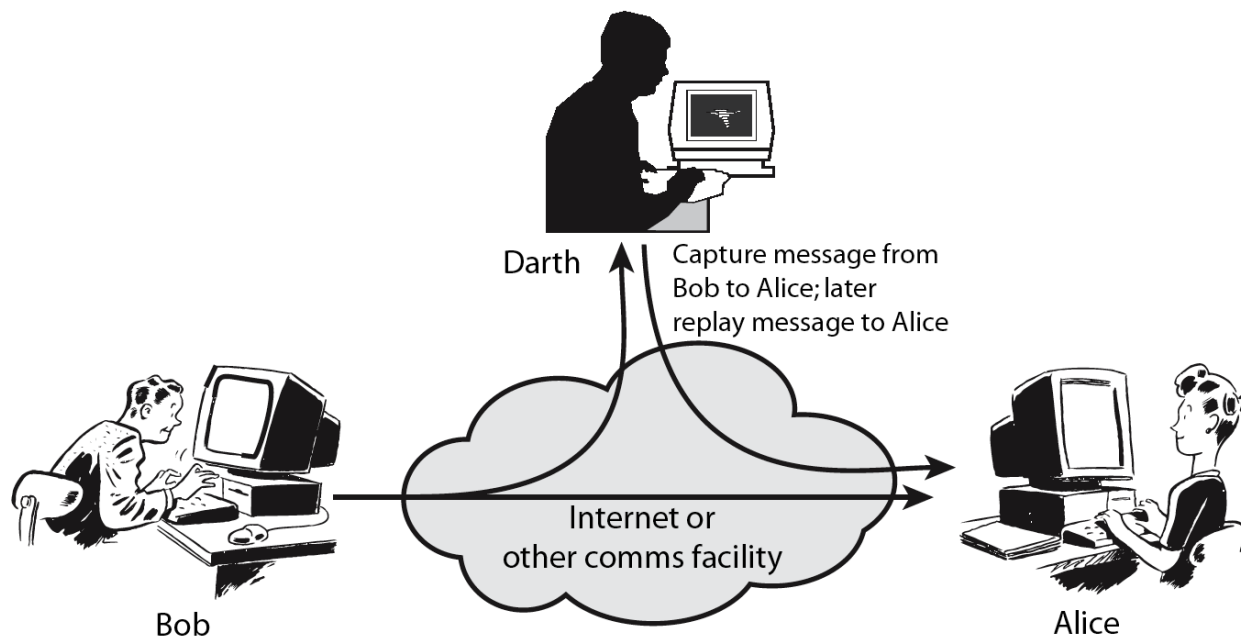 Darth
Capture message from
Bob to Alice; later
replay message to Alice
Internet or
other comms facility
Bob
Alice